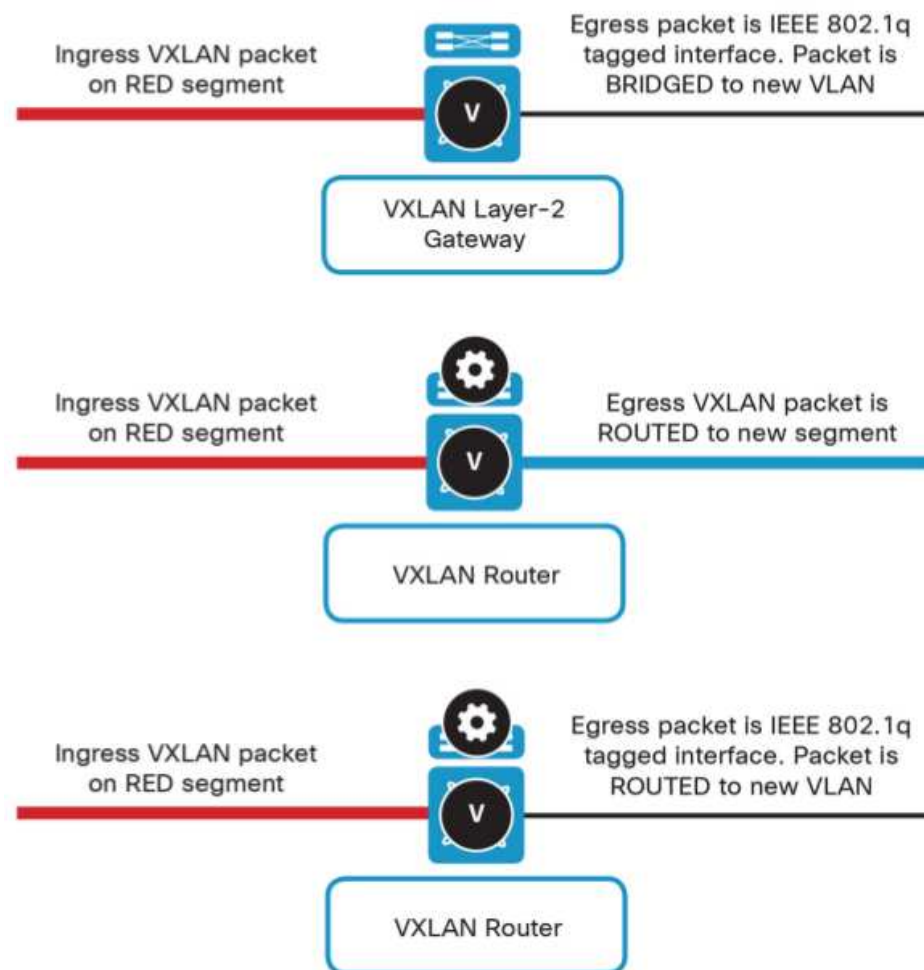 Ingress VXLAN packet
on RED segment
V
Egress packet is IEEE 802.1q
tagged interface. Packet is
BRIDGED to new VLAN
VXLAN Layer-2
Gateway
Ingress VXLAN packet
on RED segment
V
Egress VXLAN packet is
ROUTED to new segment
VXLAN Router
Ingress VXLAN packet
on RED segment
V
Egress packet is IEEE 802.1q
tagged interface. Packet is
ROUTED to new VLAN
VXLAN Router